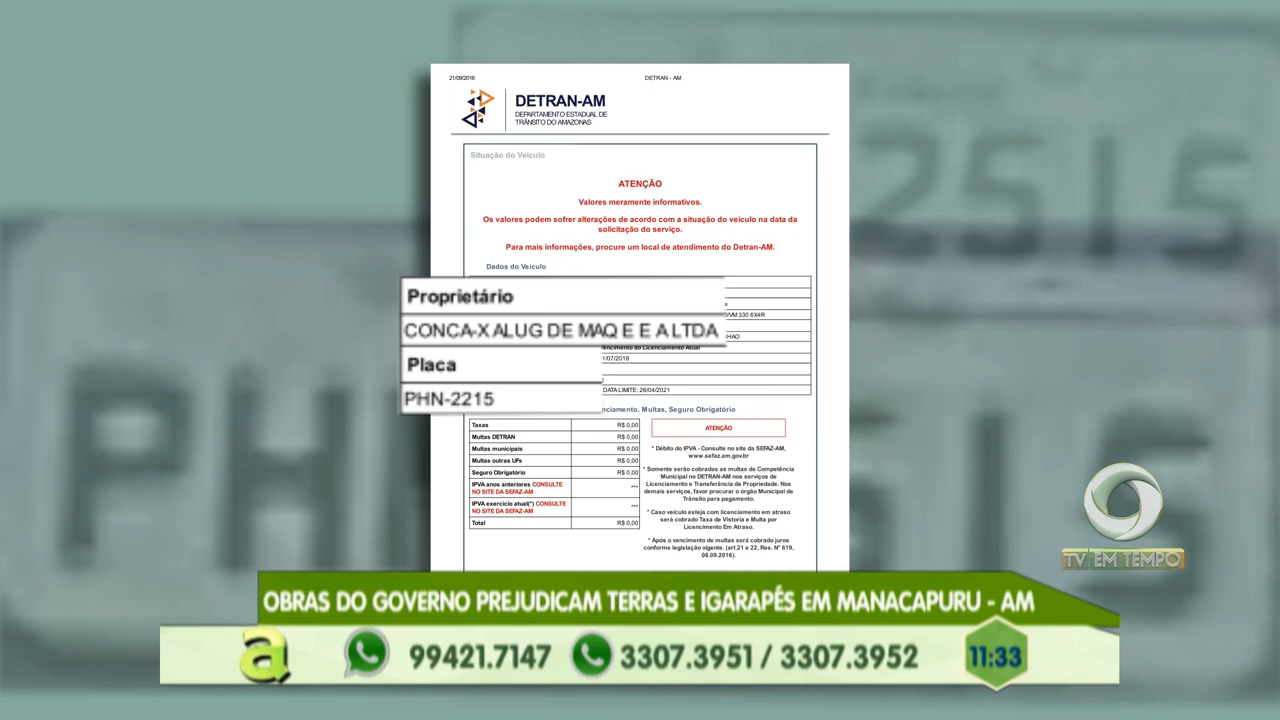 21/09/2018
DETRAN - AM
DETRAN-AM
DEPARTAMENTO ESTADUAL DE
TRÂNSITO DO AMAZONAS
Situação do Veículo
ATENÇÃO
Valores meramente informativos.
Os valores podem sofrer alterações de acordo com a situação do veículo na data da
solicitação do serviço.
Para mais informações, procure um local de atendimento do Detran-AM.
Dados do Veículo
Proprietário
CONCA-X ALUG DE MAQ E E A LTDA
Placa
PHN-2215
/VM 330 6X4R
HAO
encimento do Licenciamento Atual
1/07/2018
DATA LIMITE: 26/04/2021
nciamento, Multas, Seguro Obrigatório
Taxas R$ 0,00
Multas DETRAN R$ 0,00
Multas municipais R$ 0,00
Multas outras UFs R$ 0,00
Seguro Obrigatório R$ 0,00
IPVA anos anteriores CONSULTE
NO SITE DA SEFAZ-AM ***
IPVA exercício atual(*) CONSULTE
NO SITE DA SEFAZ-AM ***
Total R$ 0,00
ATENÇÃO
* Débito do IPVA - Consulte no site da SEFAZ-AM,
www.sefaz.am.gov.br
* Somente serão cobradas as multas de Competência
Municipal no DETRAN-AM nos serviços de
Licenciamento e Transferência de Propriedade. Nos
demais serviços, favor procurar o órgão Municipal de
Trânsito para pagamento.
* Caso veículo esteja com licenciamento em atraso
será cobrado Taxa de Vistoria e Multa por
Licenciamento Em Atraso.
* Após o vencimento de multas será cobrado juros
conforme legislação vigente. (art.21 e 22, Res. N° 619,
06.09.2016).
TV EM TEMPO
OBRAS DO GOVERNO PREJUDICAM TERRAS E IGARAPÉS EM MANACAPURU - AM
a 99421.7147 3307.3951 / 3307.3952 11:33